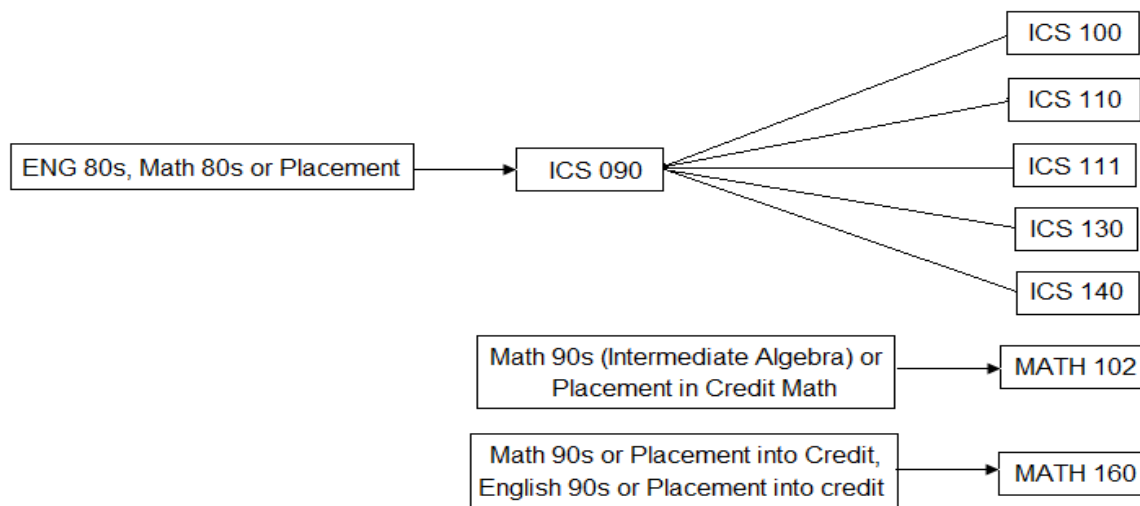 ICS 100
ICS 110
ENG 80s, Math 80s or Placement
ICS 090
ICS 111
ICS 130
ICS 140
Math 90s (Intermediate Algebra) or
Placement in Credit Math
MATH 102
Math 90s or Placement into Credit,
English 90s or Placement into credit
MATH 160